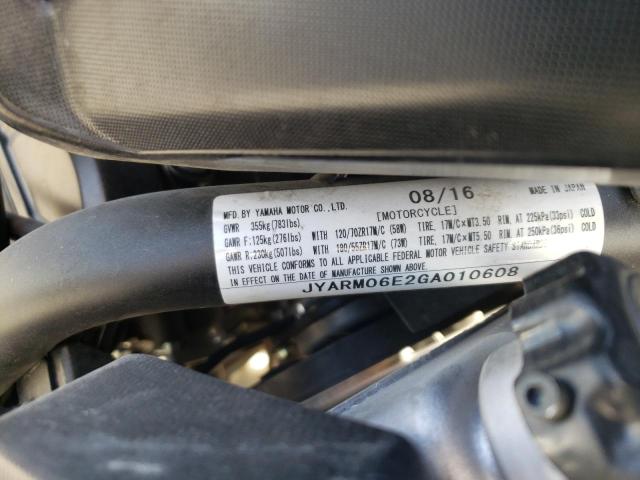 08/16
MADE IN JAPAN
MFD. BY YAMAHA MOTOR CO.,LTD.
[MOTORCYCLE]
GVWR 355kg(783lbs)
GAWR F:125kg(276lbs) WITH 120/70ZR17M/C (58W) TIRE, 17M/C×MT3.50 RIM, AT 225kPa(33psi) COLD
GAWR R:230kg(507lbs) WITH 190/55ZR17M/C (73W) TIRE, 17M/C×MT5.50 RIM, AT 250kPa(36psi) COLD
THIS VEHICLE CONFORMS TO ALL APPLICABLE FEDERAL MOTOR VEHICLE SAFETY STANDARDS
IN EFFECT ON THE DATE OF MANUFACTURE SHOWN ABOVE.
JYARM06E2GA010608